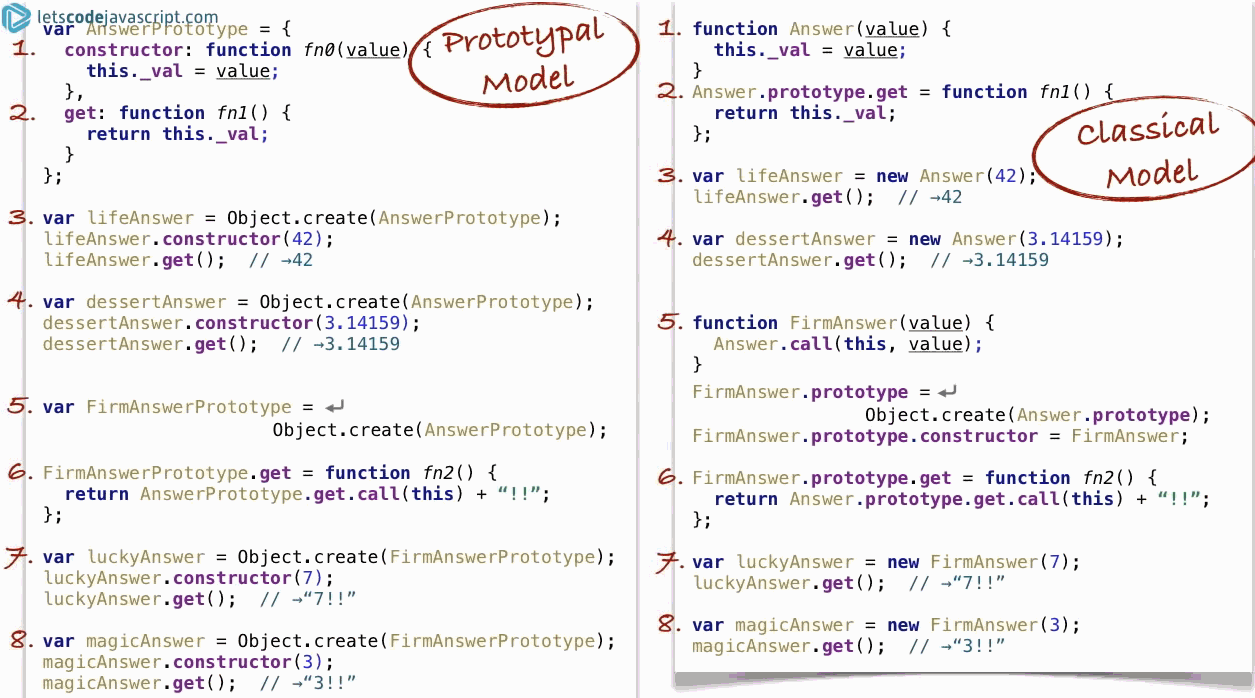 letscodejavascript.com
var AnswerPrototype = {
1. constructor: function fn0(value) {
this._val = value;
},
2. get: function fn1() {
return this._val;
}
};
3. var lifeAnswer = Object.create(AnswerPrototype);
lifeAnswer.constructor(42);
lifeAnswer.get(); // →42
4. var dessertAnswer = Object.create(AnswerPrototype);
dessertAnswer.constructor(3.14159);
dessertAnswer.get(); // →3.14159
5. var FirmAnswerPrototype = ↵
Object.create(AnswerPrototype);
6. FirmAnswerPrototype.get = function fn2() {
return AnswerPrototype.get.call(this) + “!!”;
};
7. var luckyAnswer = Object.create(FirmAnswerPrototype);
luckyAnswer.constructor(7);
luckyAnswer.get(); // →“7!!”
8. var magicAnswer = Object.create(FirmAnswerPrototype);
magicAnswer.constructor(3);
magicAnswer.get(); // →“3!!”
Prototypal
Model
1. function Answer(value) {
this._val = value;
}
2. Answer.prototype.get = function fn1() {
return this._val;
};
3. var lifeAnswer = new Answer(42);
lifeAnswer.get(); // →42
4. var dessertAnswer = new Answer(3.14159);
dessertAnswer.get(); // →3.14159
5. function FirmAnswer(value) {
Answer.call(this, value);
}
FirmAnswer.prototype = ↵
Object.create(Answer.prototype);
FirmAnswer.prototype.constructor = FirmAnswer;
6. FirmAnswer.prototype.get = function fn2() {
return Answer.prototype.get.call(this) + “!!”;
};
7. var luckyAnswer = new FirmAnswer(7);
luckyAnswer.get(); // →“7!!”
8. var magicAnswer = new FirmAnswer(3);
magicAnswer.get(); // →“3!!”
Classical
Model